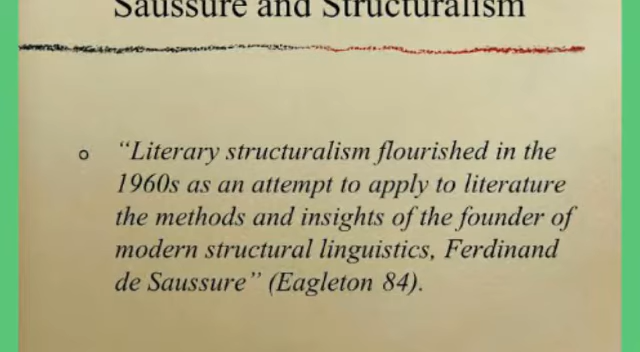 Saussure and Structuralism
o "Literary structuralism flourished in the
1960s as an attempt to apply to literature
the methods and insights of the founder of
modern structural linguistics, Ferdinand
de Saussure" (Eagleton 84).